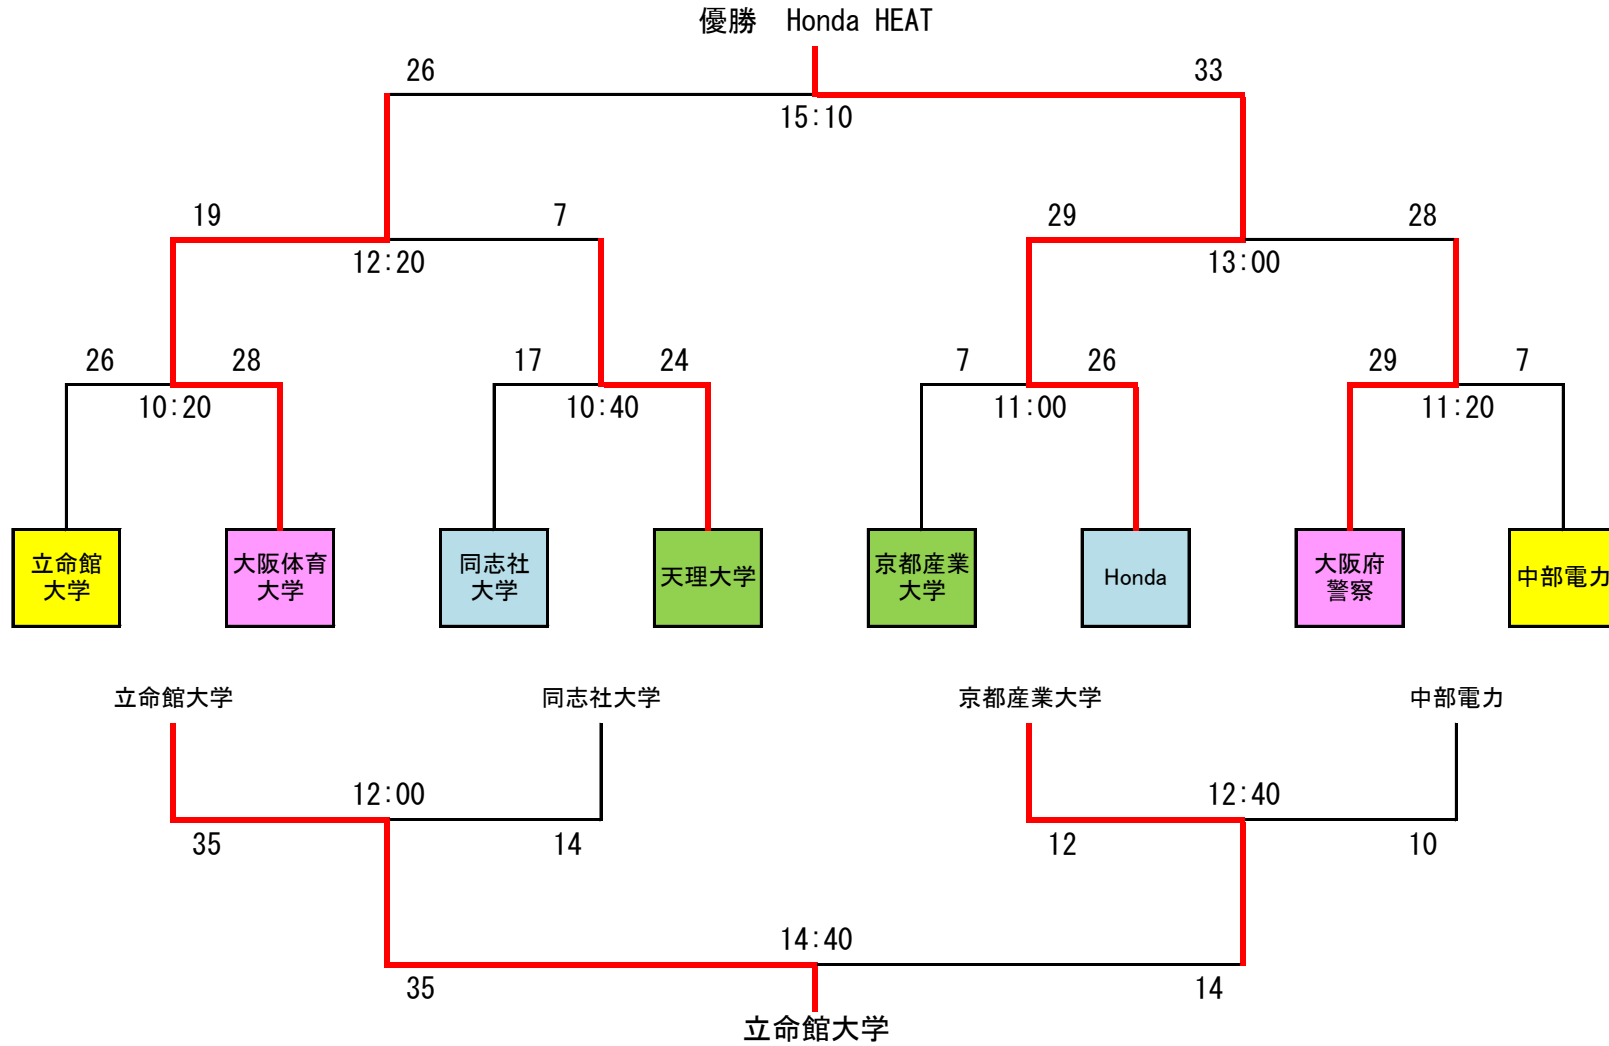 優勝　Honda HEAT
26 33
15:10
19 7 29 28
12:20 13:00
26 28 17 24 7 26 29 7
10:20 10:40 11:00 11:20
立命館
大学
大阪体育
大学
同志社
大学
天理大学
京都産業
大学
Honda
大阪府
警察
中部電力
立命館大学 同志社大学 京都産業大学 中部電力
12:00 12:40
35 14 12 10
14:40
35 14
立命館大学